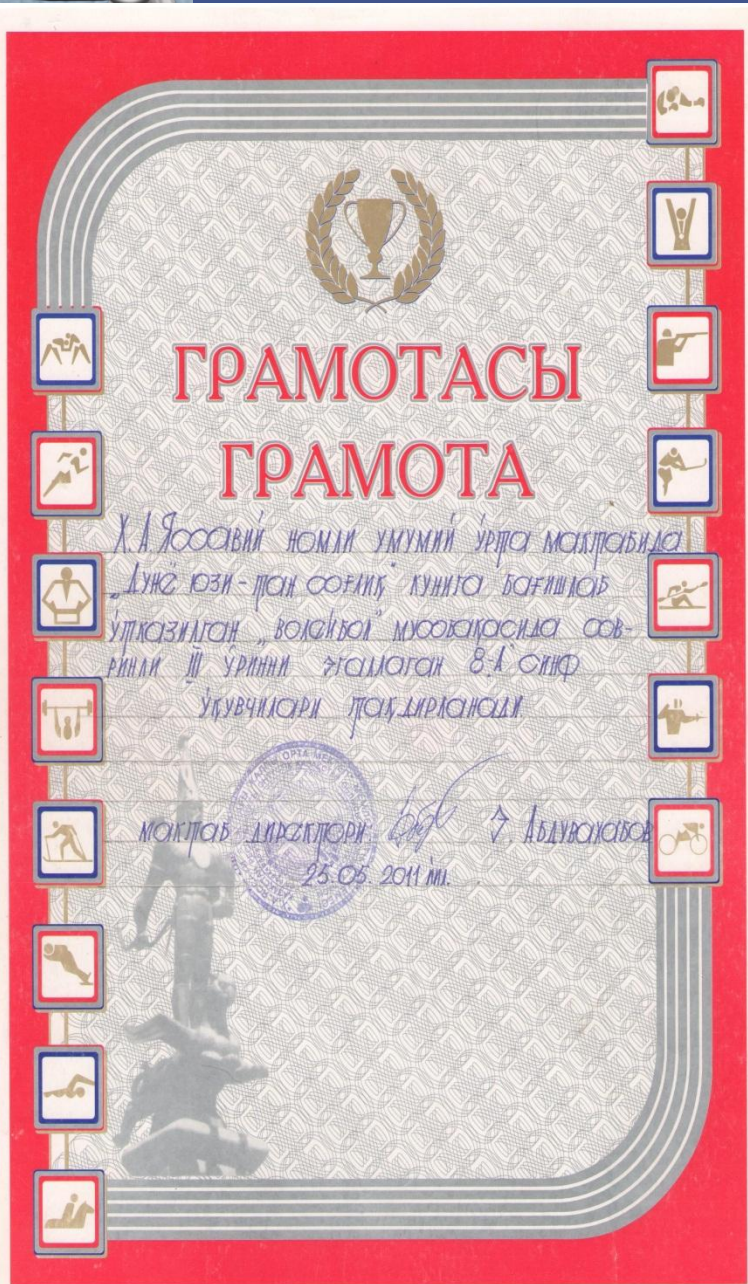 ГРАМОТАСЫ
ГРАМОТА
Х.А.Яссавий номли умумий ўрта мактабида
„Дунё юзи-тан соғлиқ" кунига бағишлаб
ўтказилган „волейбол" мусобақасида сов-
ринли III ўринни эгаллаган 8"А" синф
ўқувчилари тақдирланади.
мактаб директори: Абдувахабов
25.05.2011 йил.